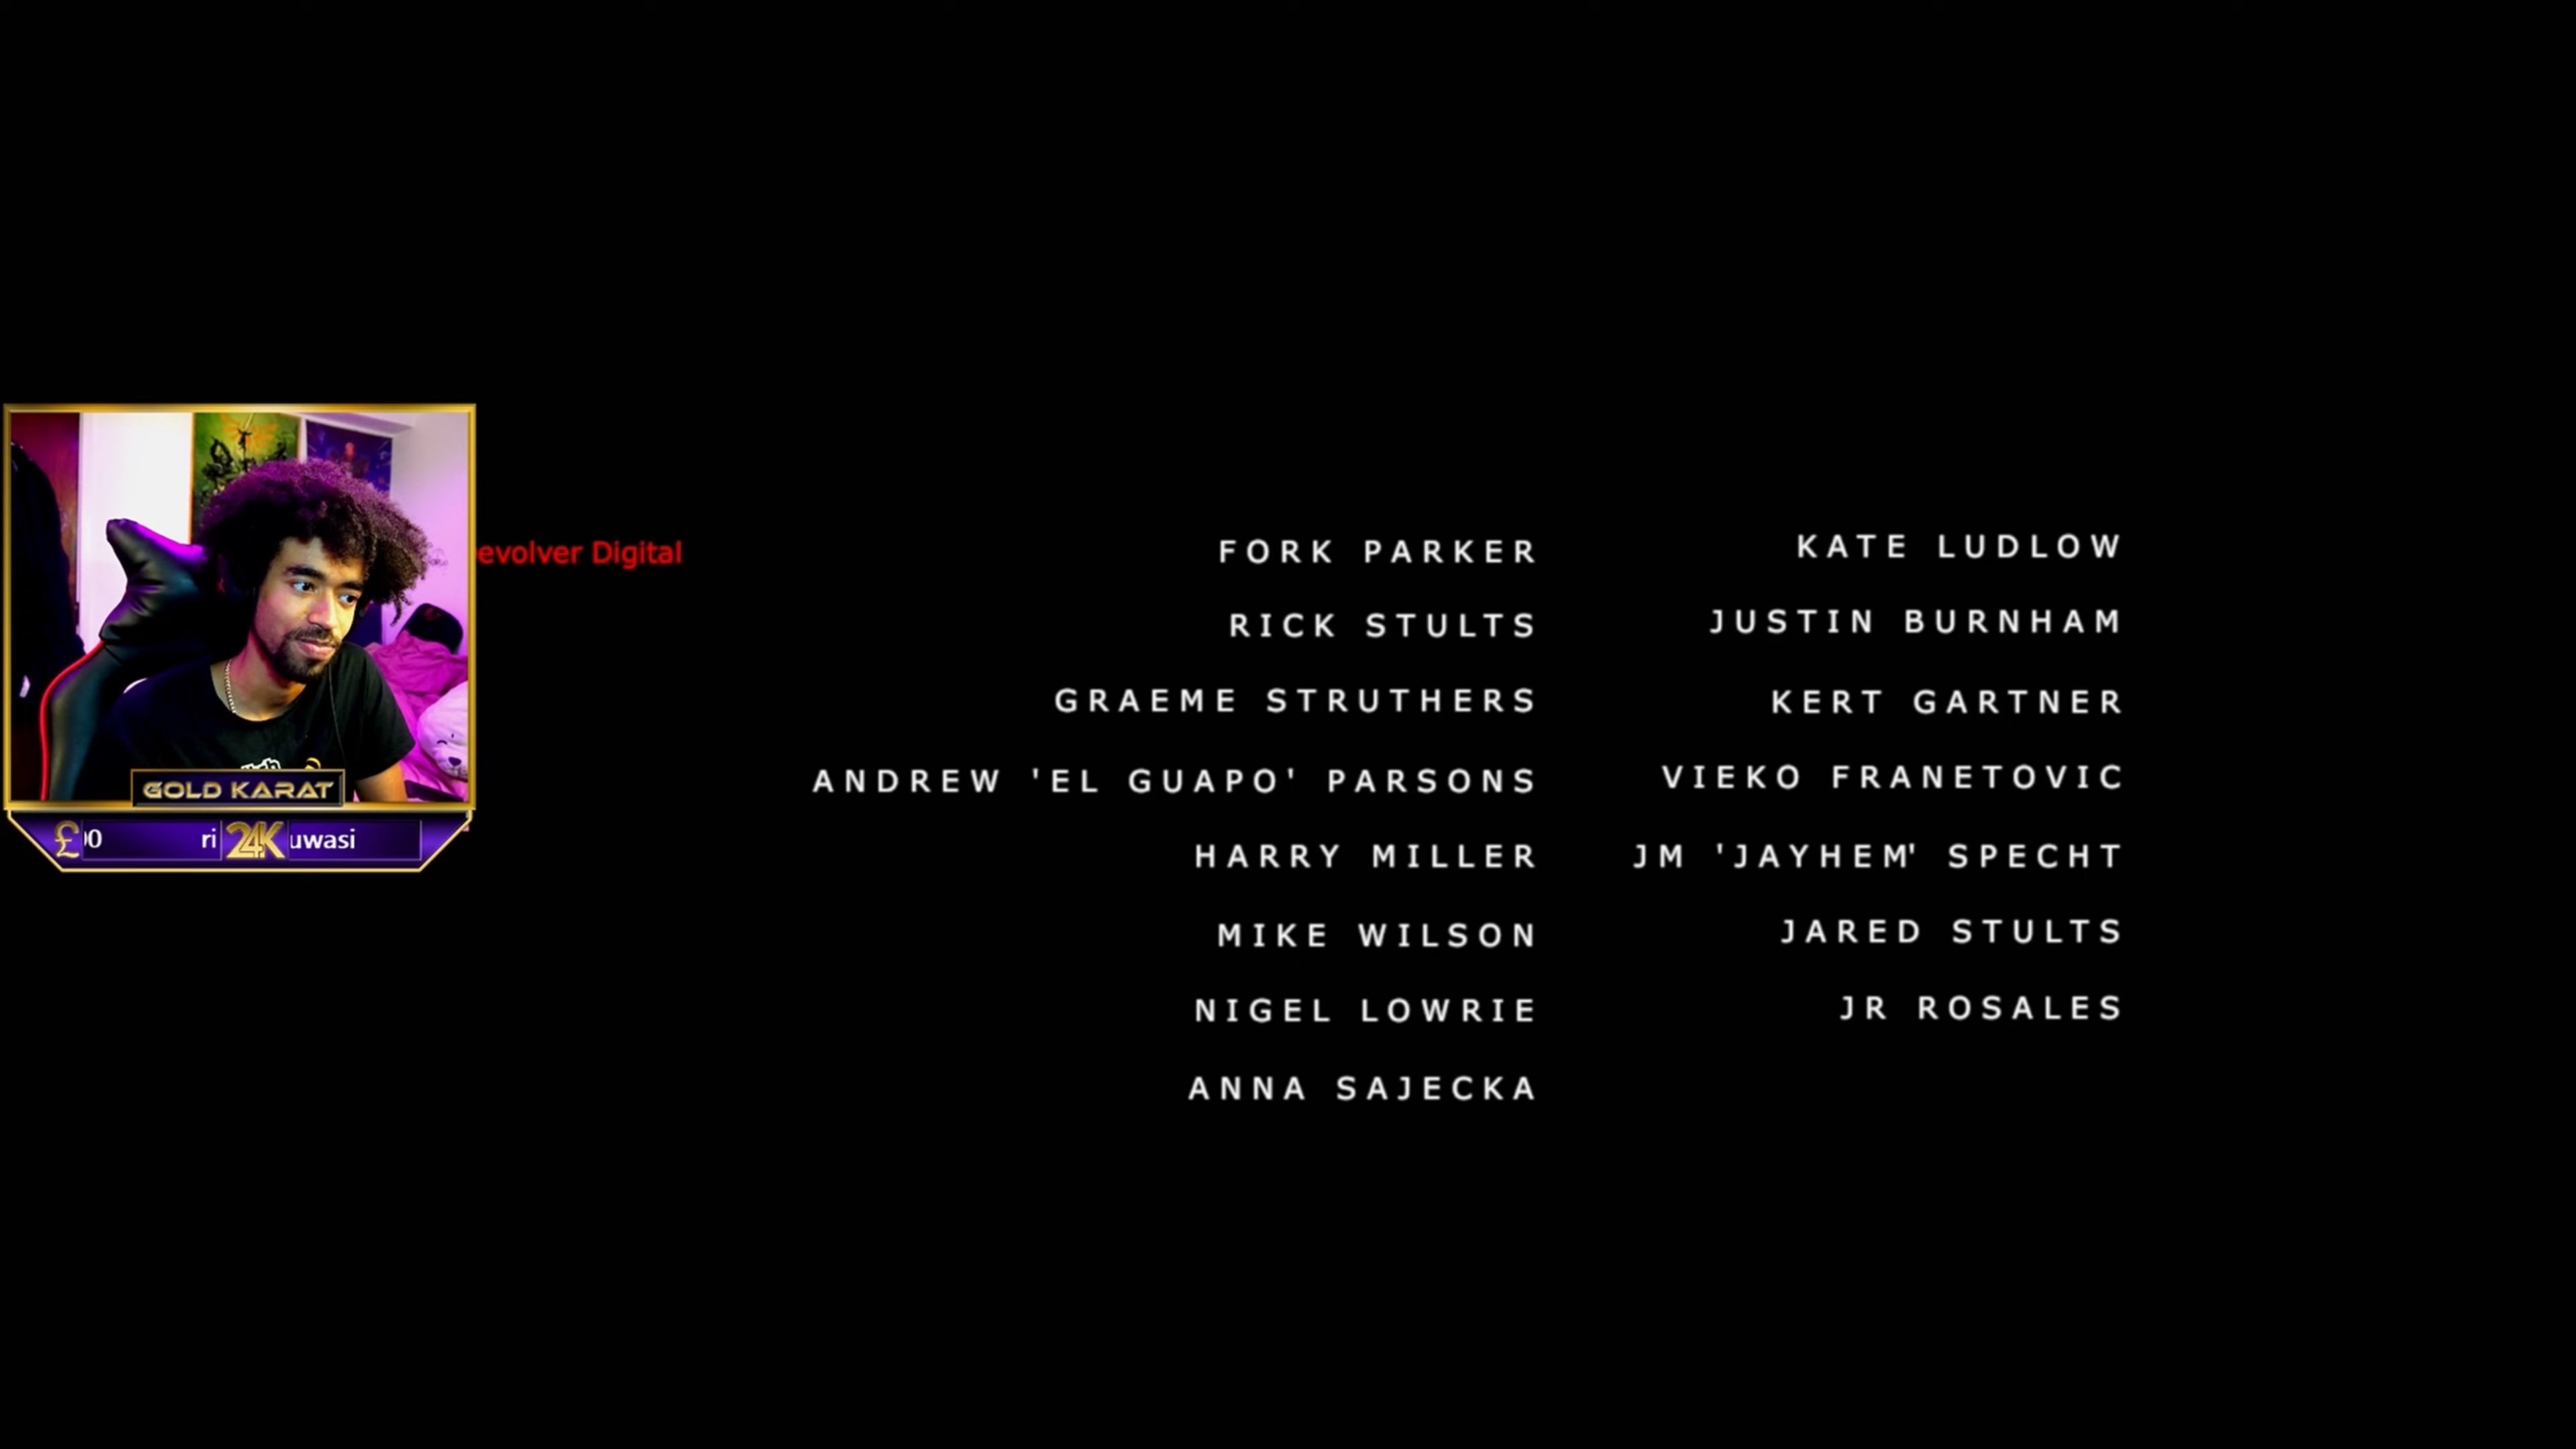 evolver Digital
FORK PARKER
RICK STULTS
GRAEME STRUTHERS
ANDREW 'EL GUAPO' PARSONS
HARRY MILLER
MIKE WILSON
NIGEL LOWRIE
ANNA SAJECKA
KATE LUDLOW
JUSTIN BURNHAM
KERT GARTNER
VIEKO FRANETOVIC
JM 'JAYHEM' SPECHT
JARED STULTS
JR ROSALES
GOLD KARAT
£ 00 ri 24K uwasi